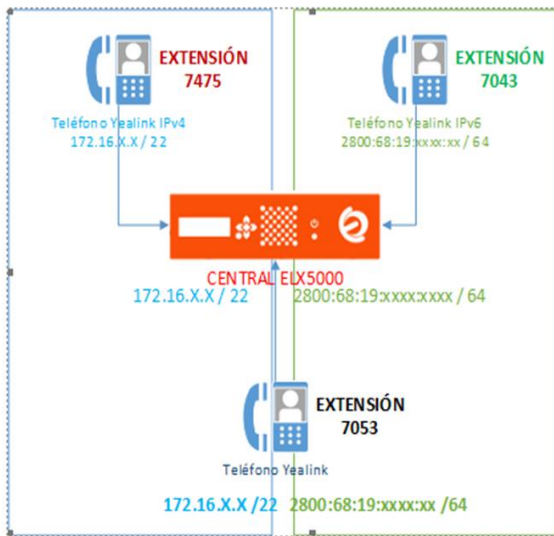 EXTENSIÓN
7475
EXTENSIÓN
7043
Teléfono Yealink IPv4
172.16.X.X / 22
Teléfono Yealink IPv6
2800:68:19:xxxx:xx / 64
CENTRAL ELX5000
172.16.X.X / 22
2800:68:19:xxxx:xxxx / 64
EXTENSIÓN
7053
Teléfono Yealink
172.16.X.X /22
2800:68:19:xxxx:xx /64